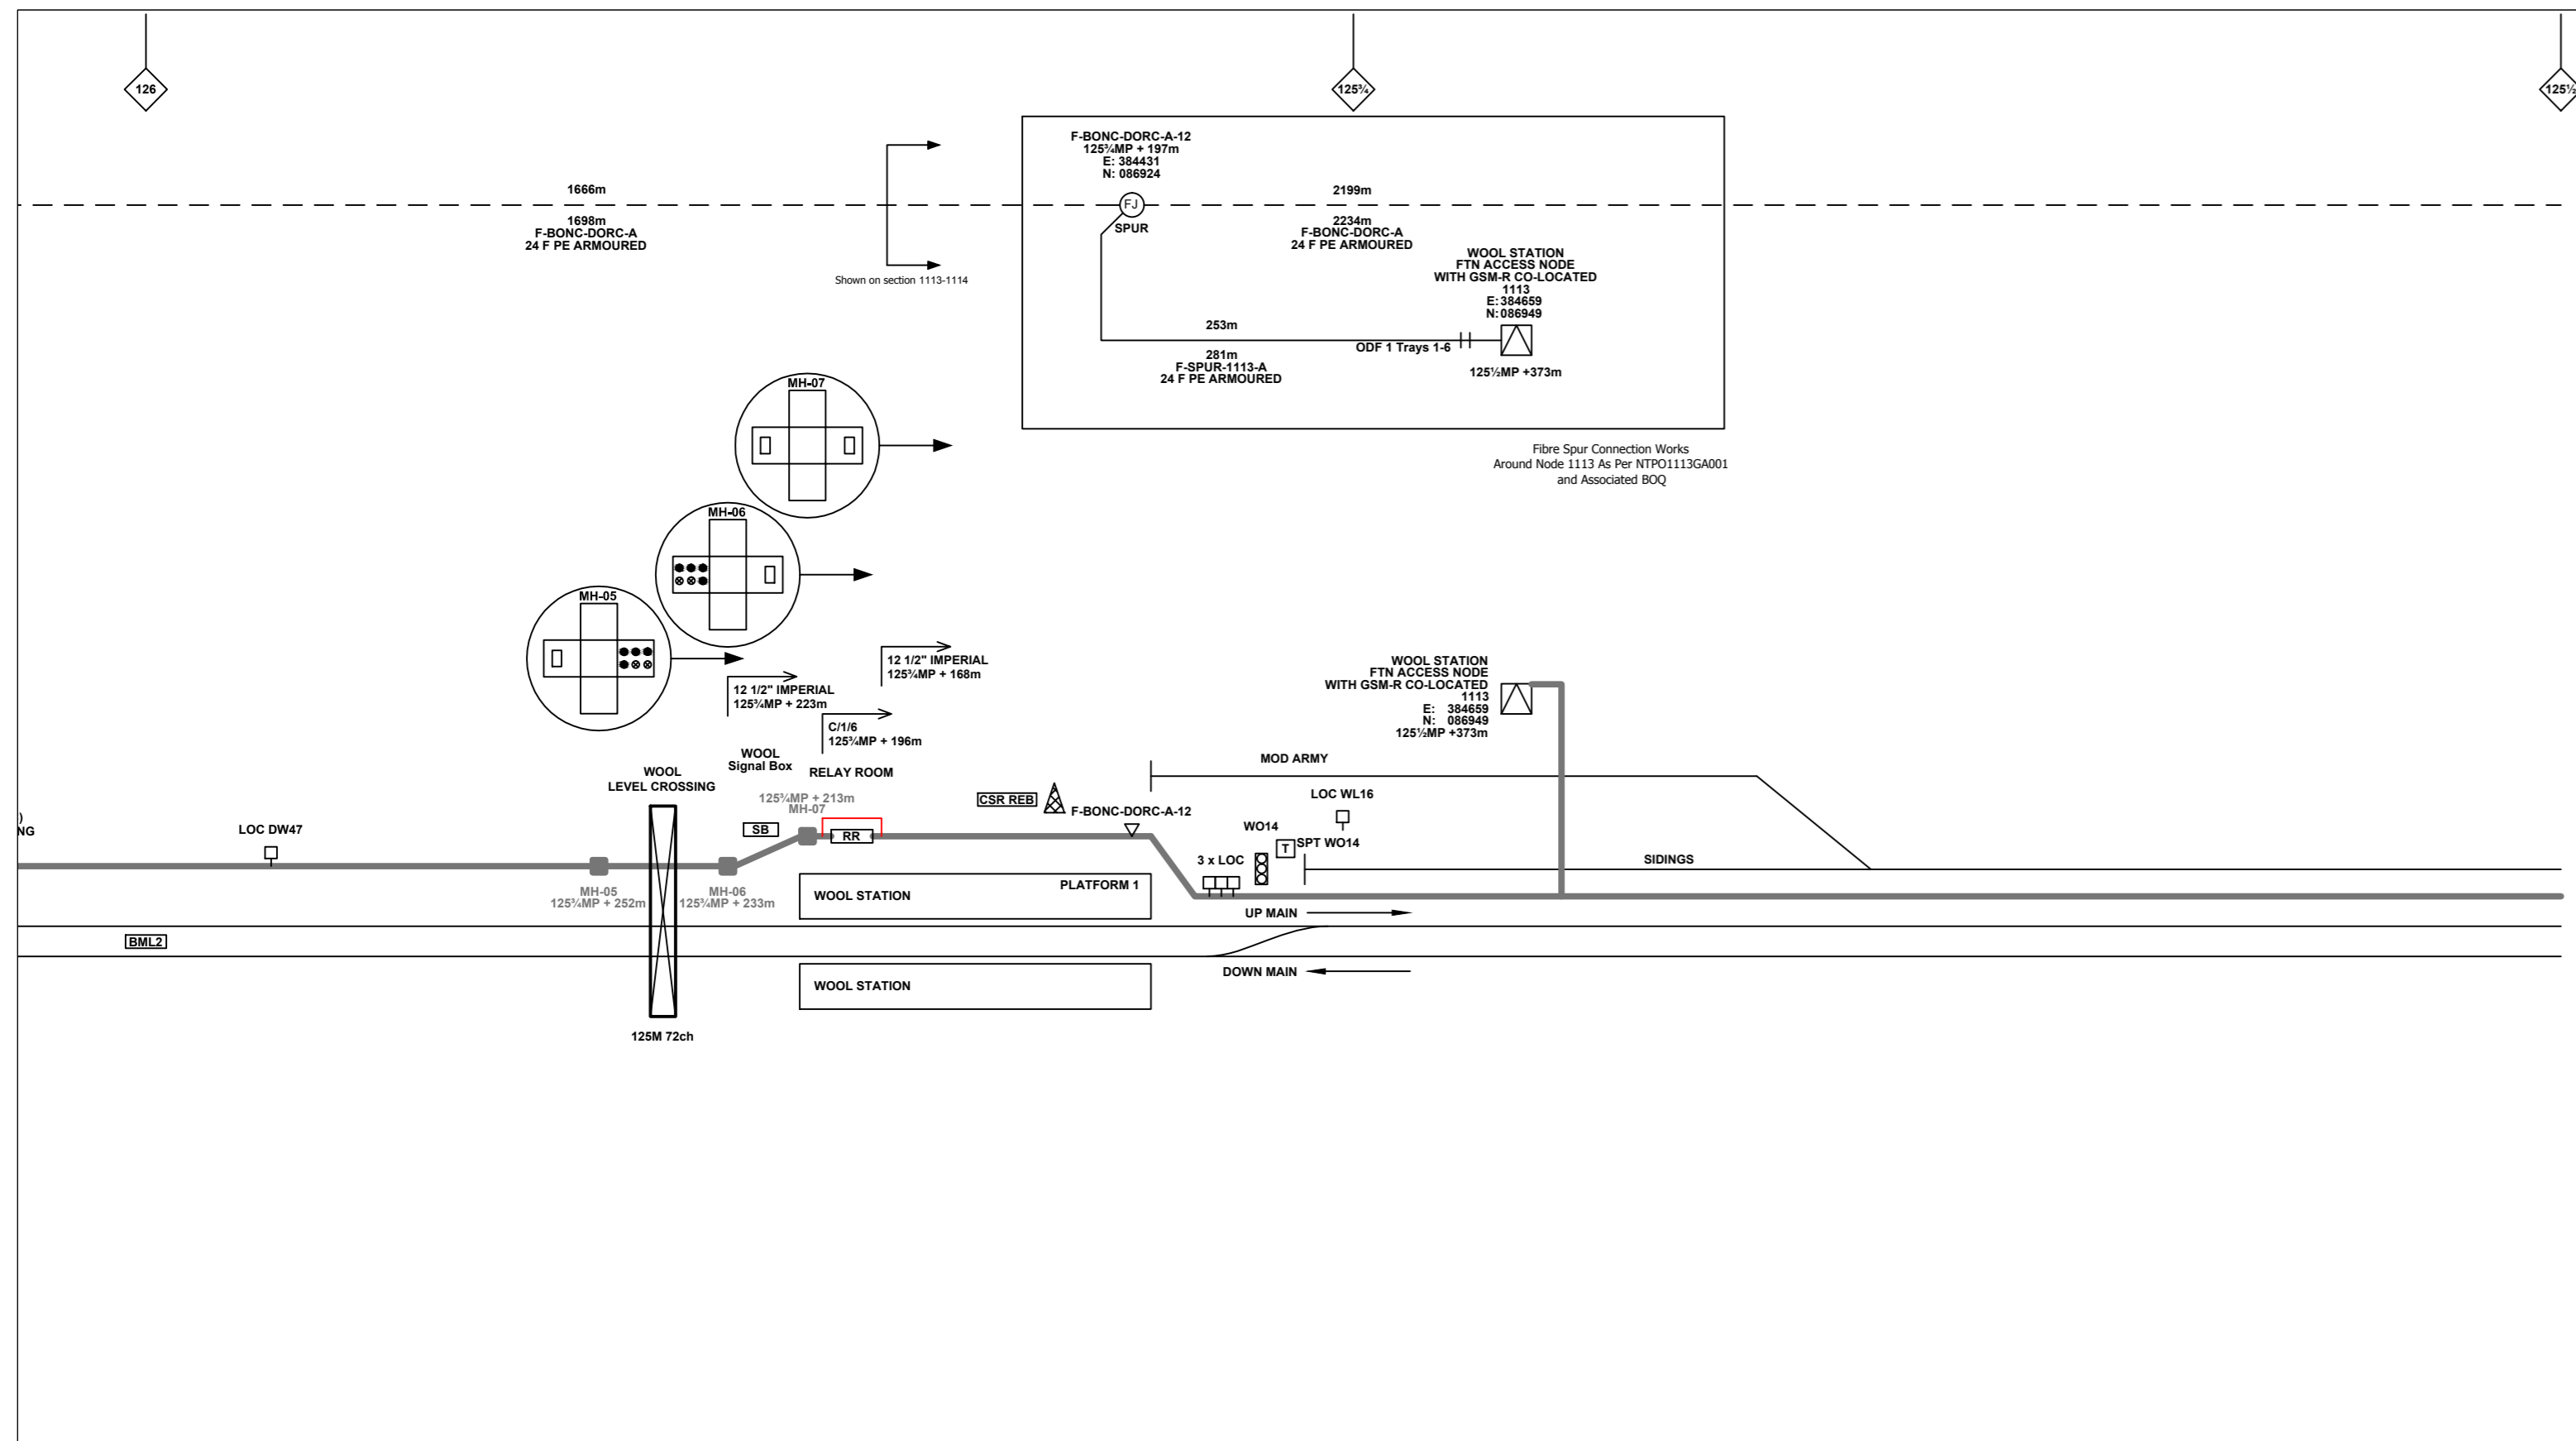 126
125¾
125½
F-BONC-DORC-A-12
125¾MP + 197m
E: 384431
N: 086924
1666m
1698m
F-BONC-DORC-A
24 F PE ARMOURED
Shown on section 1113-1114
FJ
SPUR
2199m
2234m
F-BONC-DORC-A
24 F PE ARMOURED
WOOL STATION
FTN ACCESS NODE
WITH GSM-R CO-LOCATED
1113
E: 384659
N: 086949
253m
281m
F-SPUR-1113-A
24 F PE ARMOURED
ODF 1 Trays 1-6
125½MP +373m
Fibre Spur Connection Works
Around Node 1113 As Per NTPO1113GA001
and Associated BOQ
MH-07
MH-06
MH-05
12 1/2" IMPERIAL
125¾MP + 168m
12 1/2" IMPERIAL
125¾MP + 223m
C/1/6
125¾MP + 196m
WOOL STATION
FTN ACCESS NODE
WITH GSM-R CO-LOCATED
1113
E: 384659
N: 086949
125½MP +373m
WOOL
Signal Box
RELAY ROOM
WOOL
LEVEL CROSSING
MOD ARMY
125¾MP + 213m
MH-07
CSR REB
F-BONC-DORC-A-12
LOC WL16
)
NG
LOC DW47
SB
RR
WO14
T
SPT WO14
3 x LOC
SIDINGS
MH-05
125¾MP + 252m
MH-06
125¾MP + 233m
WOOL STATION
PLATFORM 1
UP MAIN
BML2
DOWN MAIN
WOOL STATION
125M 72ch